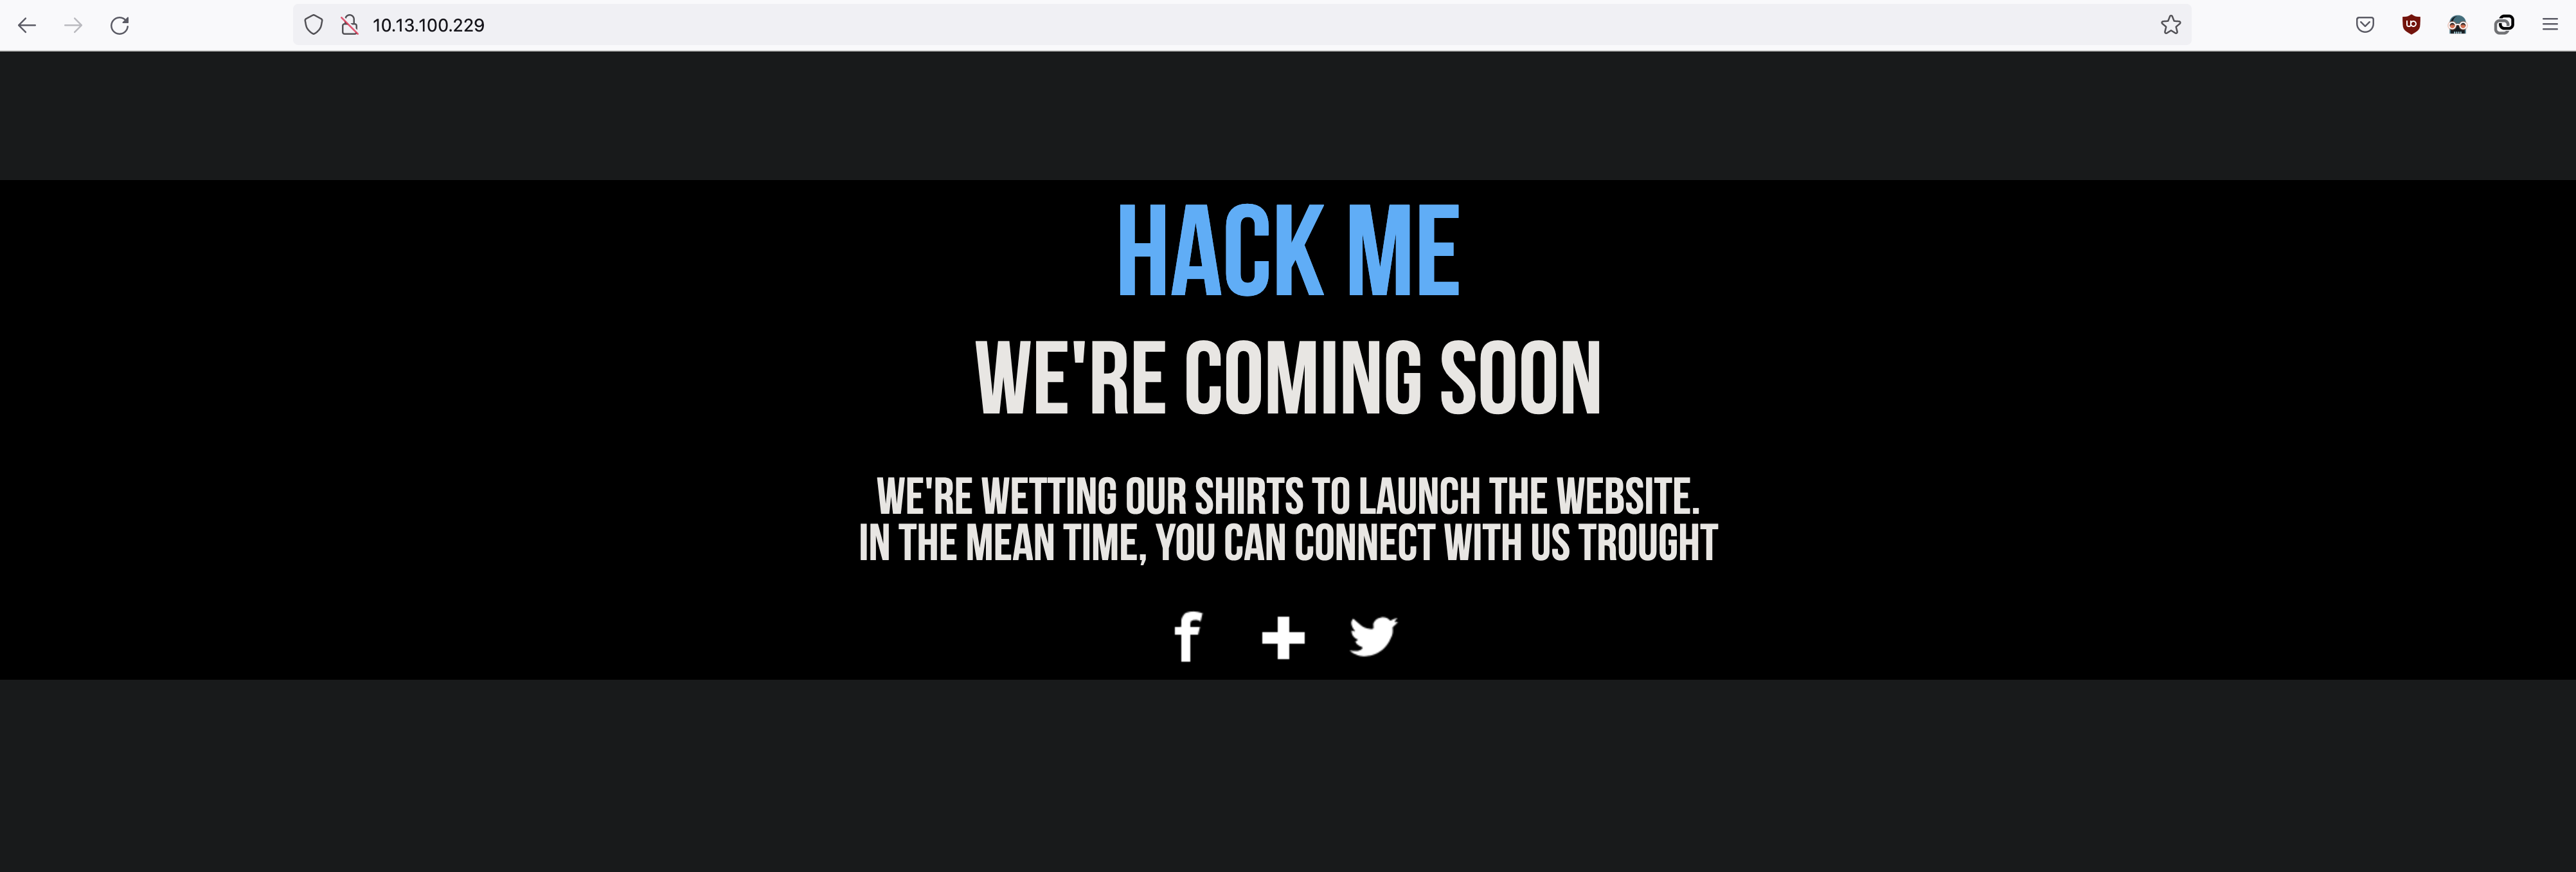 10.13.100.229
HACK ME
WE'RE COMING SOON
WE'RE WETTING OUR SHIRTS TO LAUNCH THE WEBSITE.
IN THE MEAN TIME, YOU CAN CONNECT WITH US TROUGHT